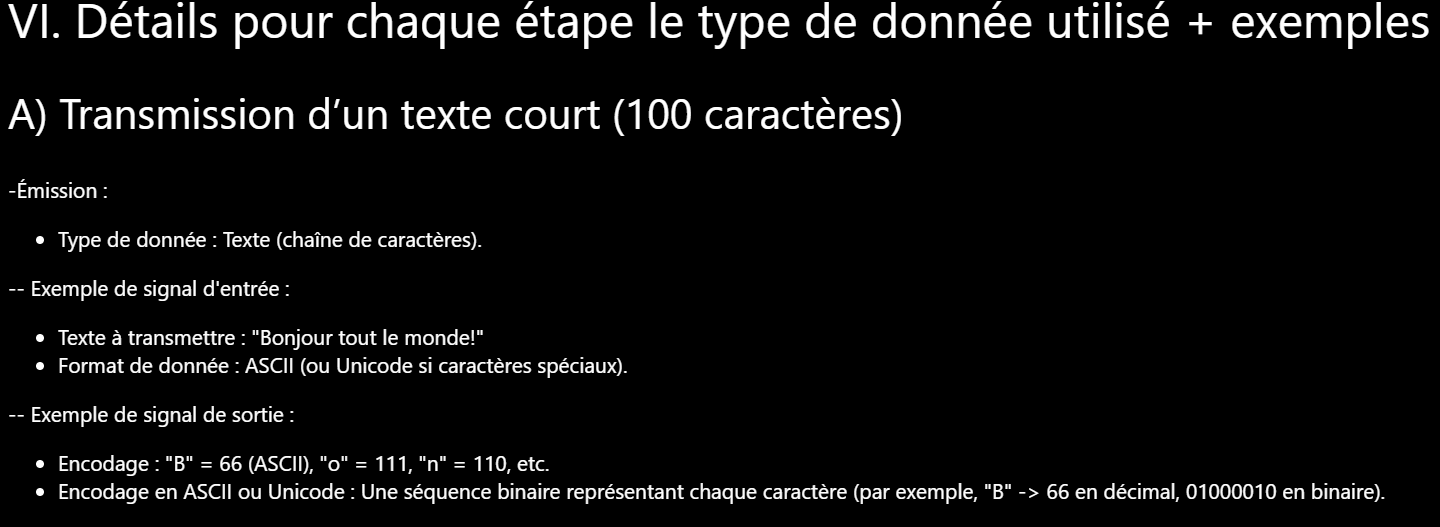 VI. Détails pour chaque étape le type de donnée utilisé + exemples
A) Transmission d’un texte court (100 caractères)
-Émission :
• Type de donnée : Texte (chaîne de caractères).
-- Exemple de signal d'entrée :
• Texte à transmettre : "Bonjour tout le monde!"
• Format de donnée : ASCII (ou Unicode si caractères spéciaux).
-- Exemple de signal de sortie :
• Encodage : "B" = 66 (ASCII), "o" = 111, "n" = 110, etc.
• Encodage en ASCII ou Unicode : Une séquence binaire représentant chaque caractère (par exemple, "B" -> 66 en décimal, 01000010 en binaire).